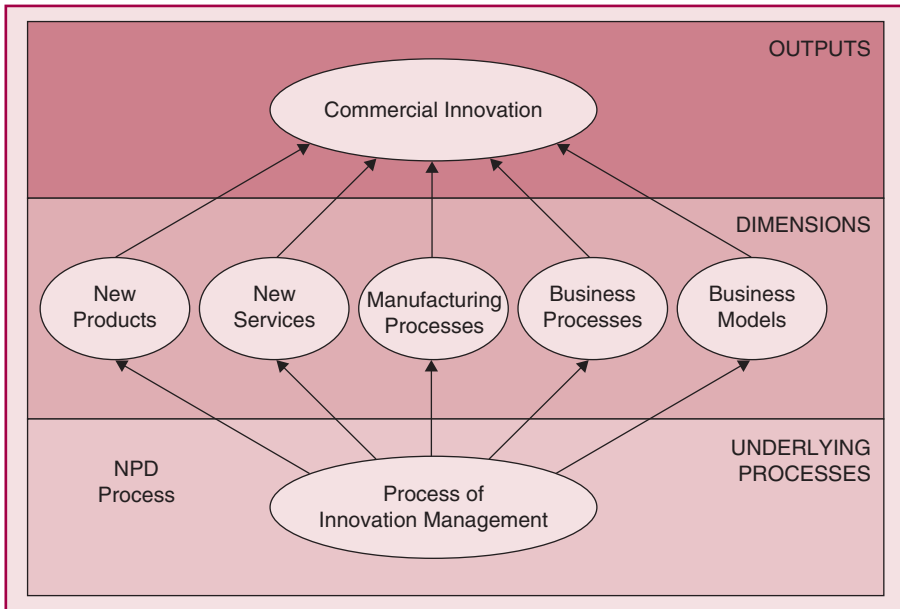 OUTPUTS
Commercial Innovation
DIMENSIONS
New
Products
New
Services
Manufacturing
Processes
Business
Processes
Business
Models
NPD
Process
UNDERLYING
PROCESSES
Process of
Innovation Management